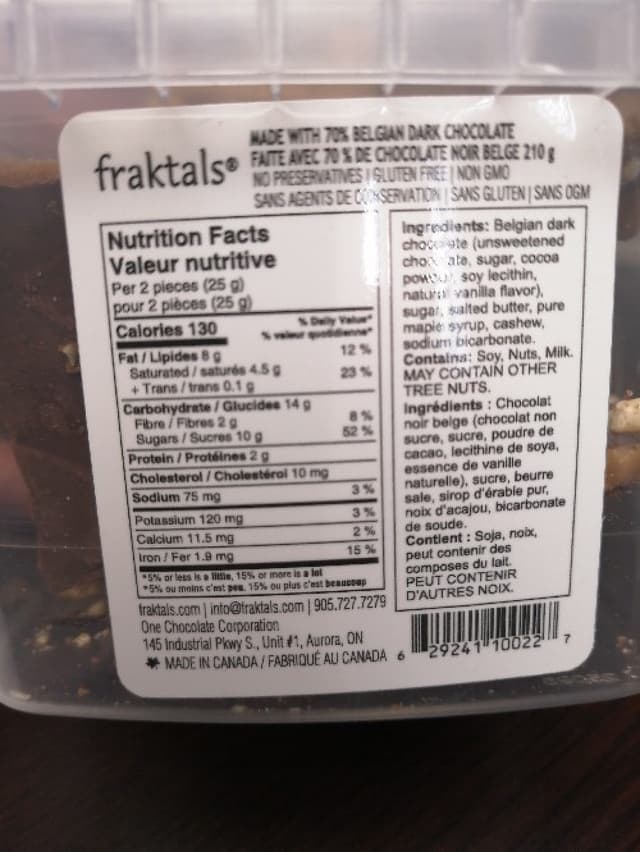 fraktals®
MADE WITH 70% BELGIAN DARK CHOCOLATE
FAITE AVEC 70 % DE CHOCOLATE NOIR BELGE 210 g
NO PRESERVATIVES | GLUTEN FREE | NON GMO
SANS AGENTS DE CONSERVATION | SANS GLUTEN | SANS OGM
Nutrition Facts
Valeur nutritive
Per 2 pieces (25 g)
pour 2 pièces (25 g)
Calories 130
% Daily Value*
% valeur quotidienne*
Fat / Lipides 8 g 12 %
Saturated / saturés 4.5 g 23 %
+ Trans / trans 0.1 g
Carbohydrate / Glucides 14 g
Fibre / Fibres 2 g 8 %
Sugars / Sucres 10 g 52 %
Protein / Protéines 2 g
Cholesterol / Cholestérol 10 mg
Sodium 75 mg 3 %
Potassium 120 mg 3 %
Calcium 11.5 mg 2 %
Iron / Fer 1.9 mg 15 %
*5% or less is a little, 15% or more is a lot
*5% ou moins c'est peu, 15% ou plus c'est beaucoup
fraktals.com | info@fraktals.com | 905.727.7279
One Chocolate Corporation
145 Industrial Pkwy S., Unit #1, Aurora, ON
MADE IN CANADA / FABRIQUÉ AU CANADA
Ingredients: Belgian dark
chocolate (unsweetened
chocolate, sugar, cocoa
powder, soy lecithin,
natural vanilla flavor),
sugar, salted butter, pure
maple syrup, cashew,
sodium bicarbonate.
Contains: Soy, Nuts, Milk.
MAY CONTAIN OTHER
TREE NUTS.
Ingrédients : Chocolat
noir belge (chocolat non
sucre, sucre, poudre de
cacao, lecithine de soya,
essence de vanille
naturelle), sucre, beurre
sale, sirop d'érable pur,
noix d'acajou, bicarbonate
de soude.
Contient : Soja, noix,
peut contenir des
composes du lait.
PEUT CONTENIR
D'AUTRES NOIX.
6 29241 10022 7